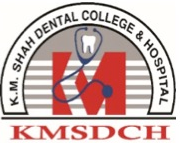 K.M. SHAH DENTAL COLLEGE & HOSPITAL
KMSDCH